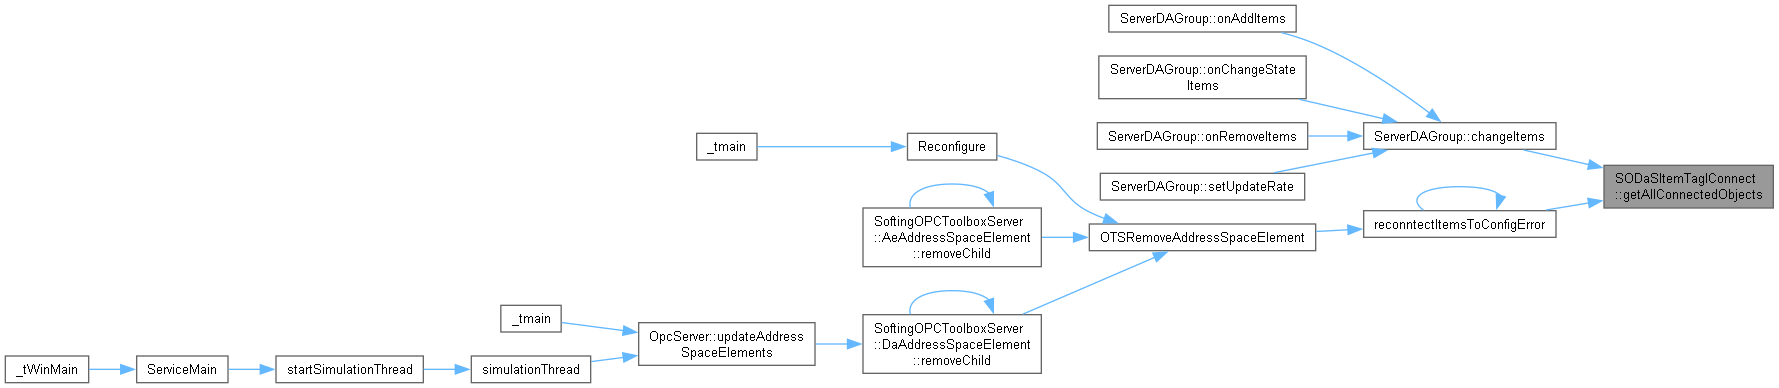 ServerDAGroup::onAddItems
ServerDAGroup::onChangeState
Items
ServerDAGroup::onRemoveItems
ServerDAGroup::changeItems
_tmain
Reconfigure
ServerDAGroup::setUpdateRate
SODaSItemTagIConnect
::getAllConnectedObjects
SoftingOPCToolboxServer
::AeAddressSpaceElement
::removeChild
OTSRemoveAddressSpaceElement
reconntectItemsToConfigError
_tmain
OpcServer::updateAddress
SpaceElements
SoftingOPCToolboxServer
::DaAddressSpaceElement
::removeChild
_tWinMain
ServiceMain
startSimulationThread
simulationThread